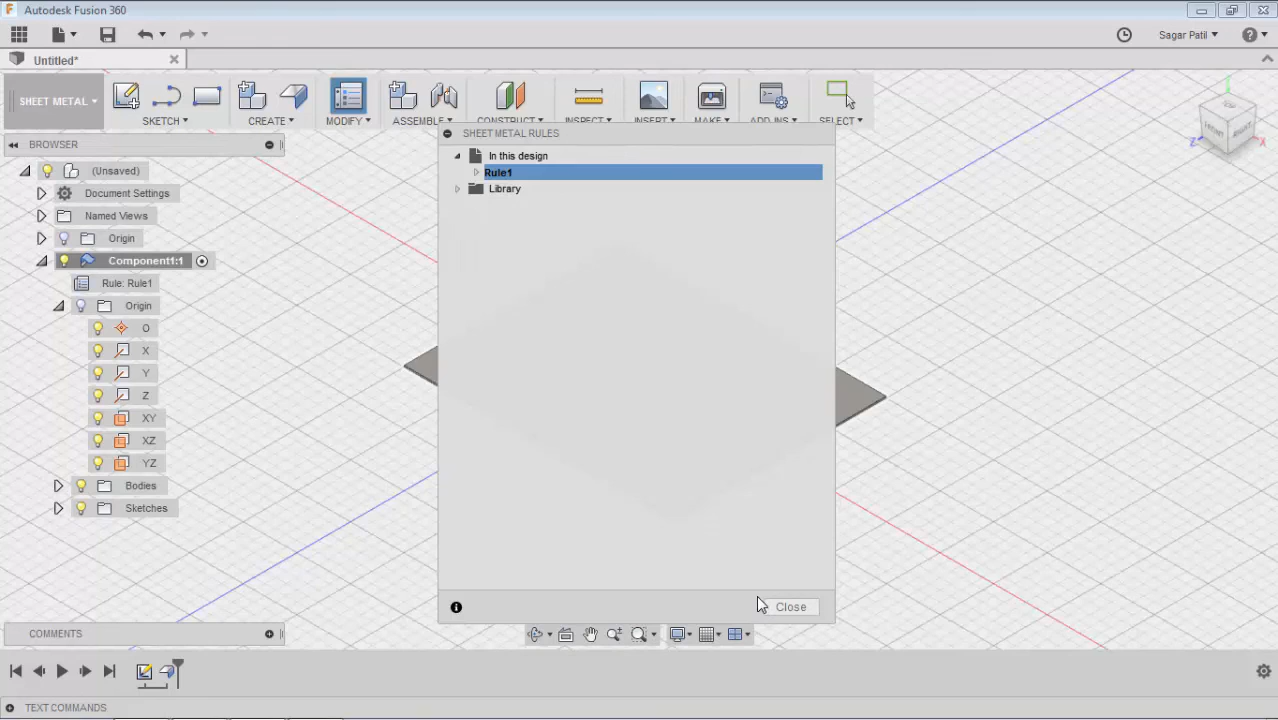 Autodesk Fusion 360
Sagar Patil
Untitled*
SHEET METAL
SKETCH
CREATE
MODIFY
ASSEMBLE
CONSTRUCT
INSPECT
INSERT
MAKE
ADD-INS
SELECT
FRONT
RIGHT
Z
X
BROWSER
SHEET METAL RULES
(Unsaved)
In this design
Rule1
Library
Document Settings
Named Views
Origin
Component1:1
Rule: Rule1
Origin
O
X
Y
Z
XY
XZ
YZ
Bodies
Sketches
Close
COMMENTS
TEXT COMMANDS